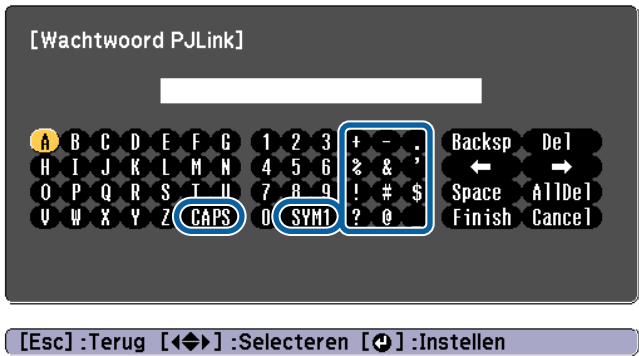 [Wachtwoord PJLink]
A B C D E F G 1 2 3 + - . Backsp Del
H I J K L M N 4 5 6 % & ' ← →
O P Q R S T U 7 8 9 ! # $ Space AllDel
V W X Y Z CAPS 0 SYM1 ? @ _ Finish Cancel
[Esc]:Terug [◀◆▶]:Selecteren [↵]:Instellen